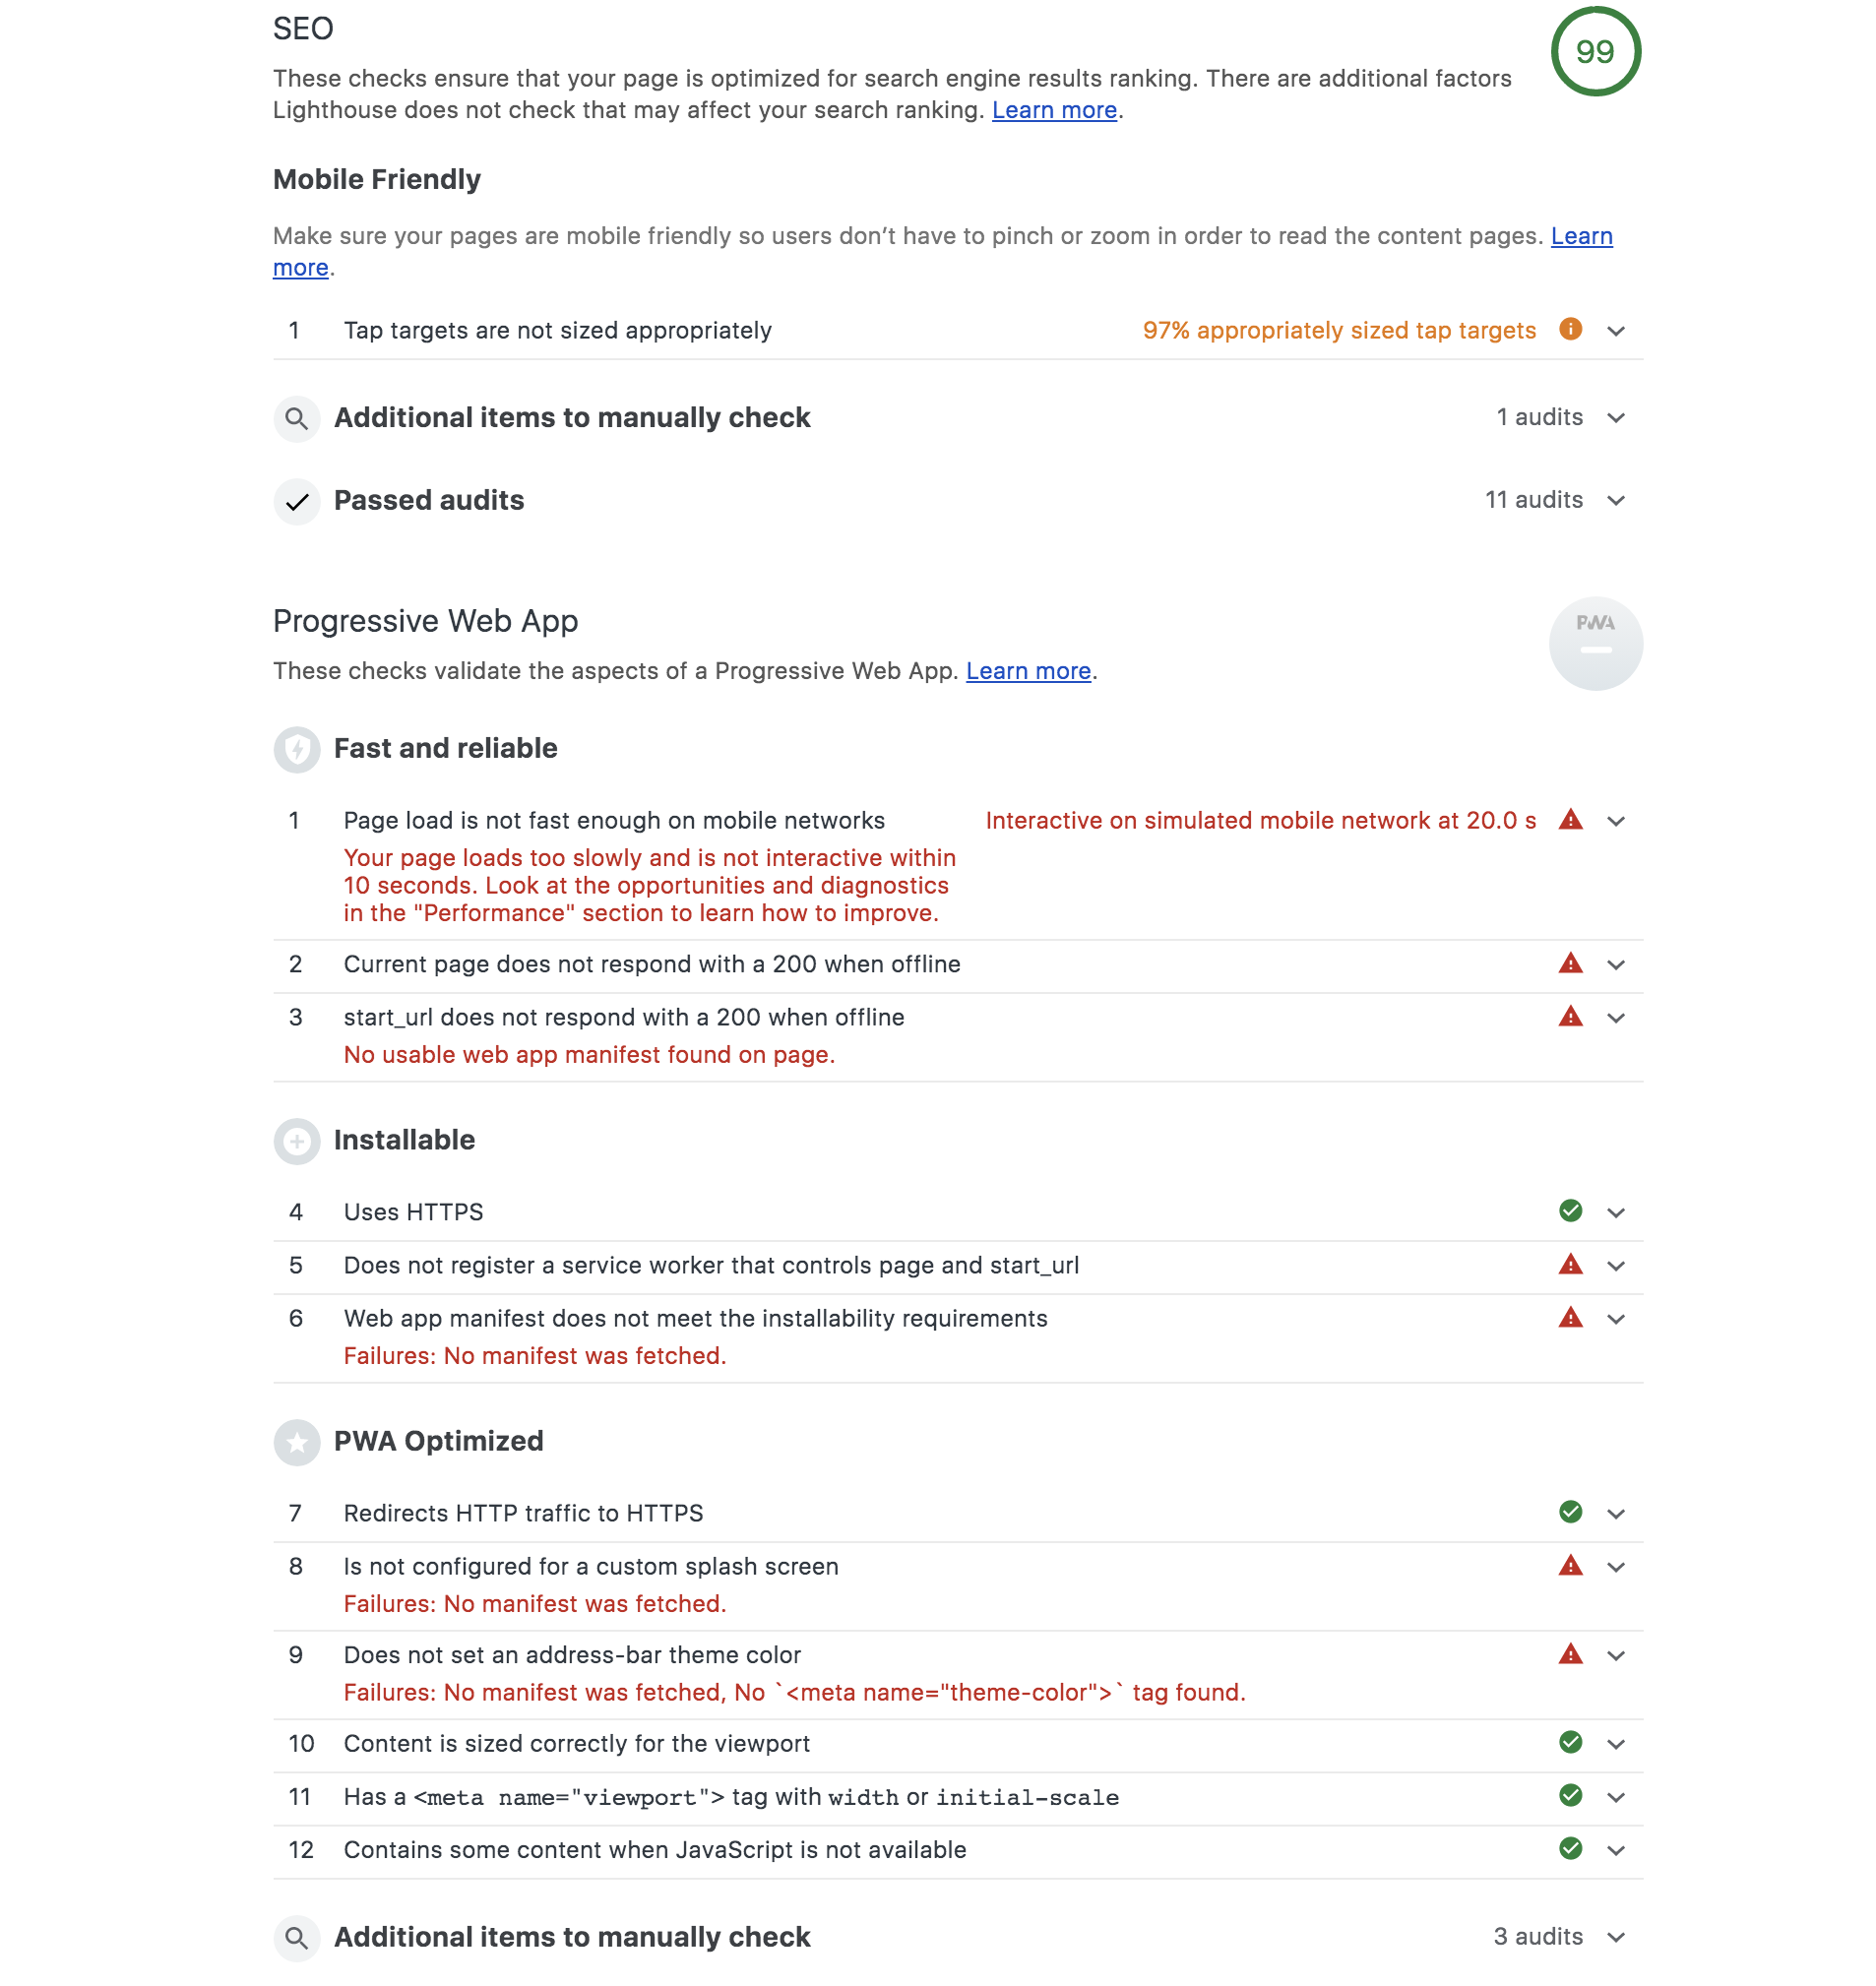 SEO
99
These checks ensure that your page is optimized for search engine results ranking. There are additional factors
Lighthouse does not check that may affect your search ranking. Learn more.
Mobile Friendly
Make sure your pages are mobile friendly so users don’t have to pinch or zoom in order to read the content pages. Learn
more.
1 Tap targets are not sized appropriately 97% appropriately sized tap targets
Additional items to manually check 1 audits
Passed audits 11 audits
Progressive Web App
PWA
These checks validate the aspects of a Progressive Web App. Learn more.
Fast and reliable
1 Page load is not fast enough on mobile networks Interactive on simulated mobile network at 20.0 s
Your page loads too slowly and is not interactive within
10 seconds. Look at the opportunities and diagnostics
in the "Performance" section to learn how to improve.
2 Current page does not respond with a 200 when offline
3 start_url does not respond with a 200 when offline
No usable web app manifest found on page.
Installable
4 Uses HTTPS
5 Does not register a service worker that controls page and start_url
6 Web app manifest does not meet the installability requirements
Failures: No manifest was fetched.
PWA Optimized
7 Redirects HTTP traffic to HTTPS
8 Is not configured for a custom splash screen
Failures: No manifest was fetched.
9 Does not set an address-bar theme color
Failures: No manifest was fetched, No `<meta name="theme-color">` tag found.
10 Content is sized correctly for the viewport
11 Has a <meta name="viewport"> tag with width or initial-scale
12 Contains some content when JavaScript is not available
Additional items to manually check 3 audits